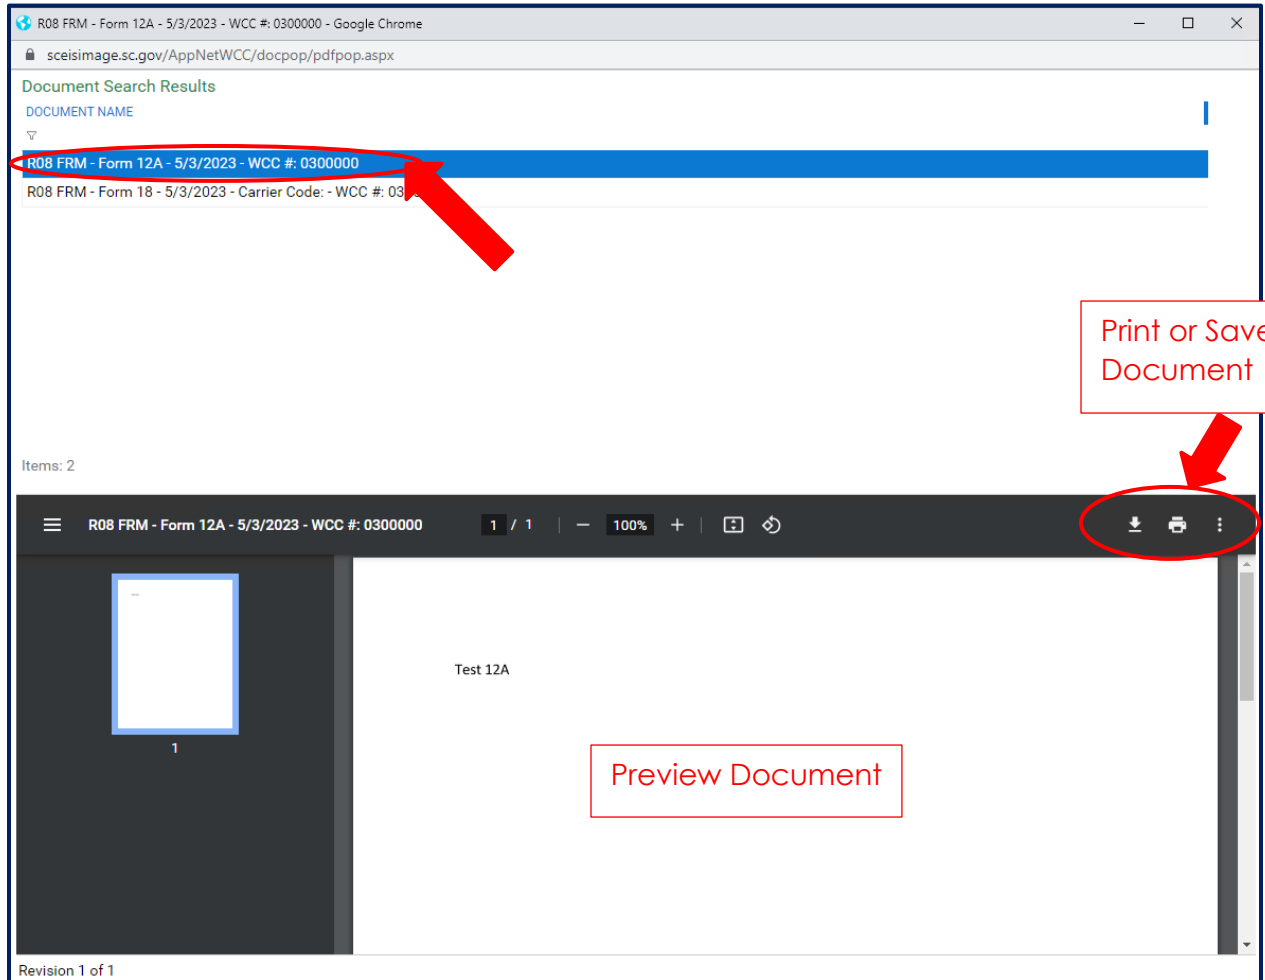 R08 FRM - Form 12A - 5/3/2023 - WCC #: 0300000 - Google Chrome
sceisimage.sc.gov/AppNetWCC/docpop/pdfpop.aspx
Document Search Results
DOCUMENT NAME
R08 FRM - Form 12A - 5/3/2023 - WCC #: 0300000
R08 FRM - Form 18 - 5/3/2023 - Carrier Code: - WCC #: 03
Print or Save
Document
Items: 2
R08 FRM - Form 12A - 5/3/2023 - WCC #: 0300000 1 / 1 100%
Test 12A
1
Preview Document
Revision 1 of 1